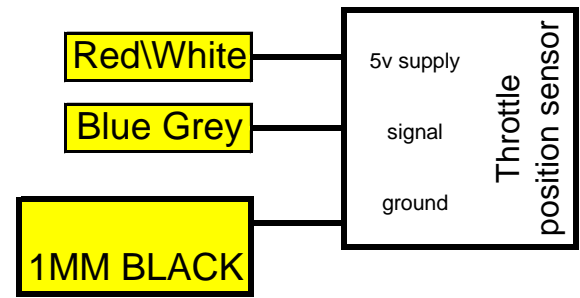 Red\White
5v supply
Blue Grey
signal
ground
1MM BLACK
Throttle
position sensor